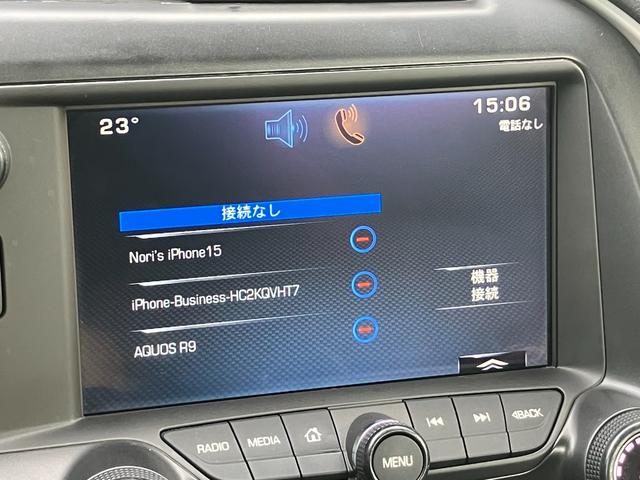 23°
15:06
電話なし
接続なし
Nori's iPhone15
iPhone-Business-HC2KQVHT7
機器
接続
AQUOS R9
RADIO
MEDIA
BACK
MENU